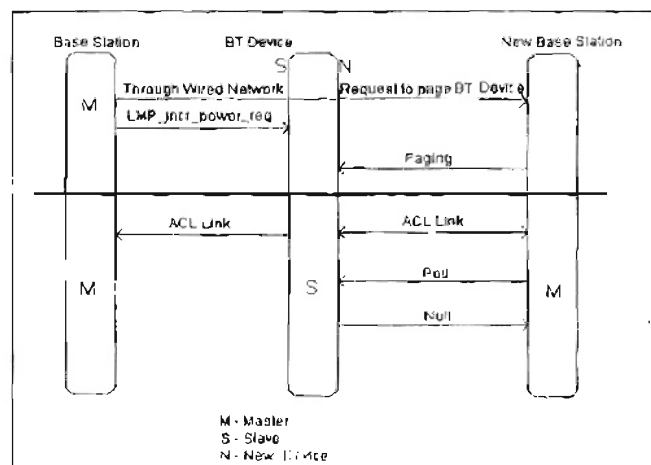 Base Station BT Device New Base Station
S N
Through Wired Network Request to page BT Device
M
LMP_incr_power_req
Paging
ACL Link ACL Link
Poll
M S M
Null
M - Master
S - Slave
N - New Device